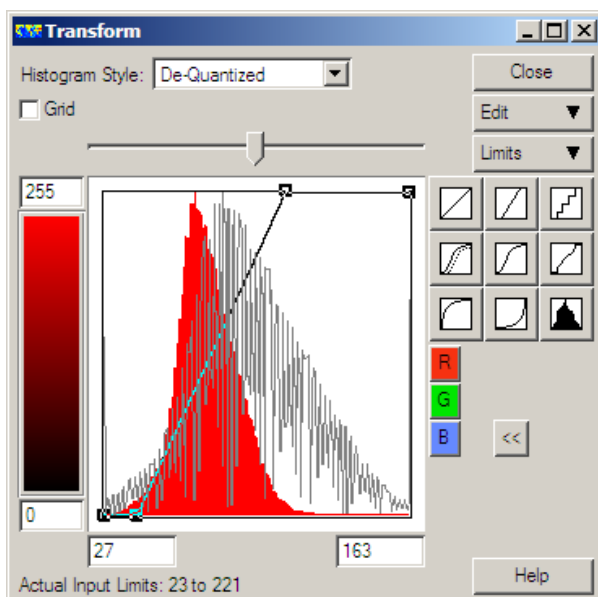 Transform
Histogram Style: De-Quantized
Close
Grid
Edit
Limits
255
R
G
B
<<
0
27
163
Actual Input Limits: 23 to 221
Help